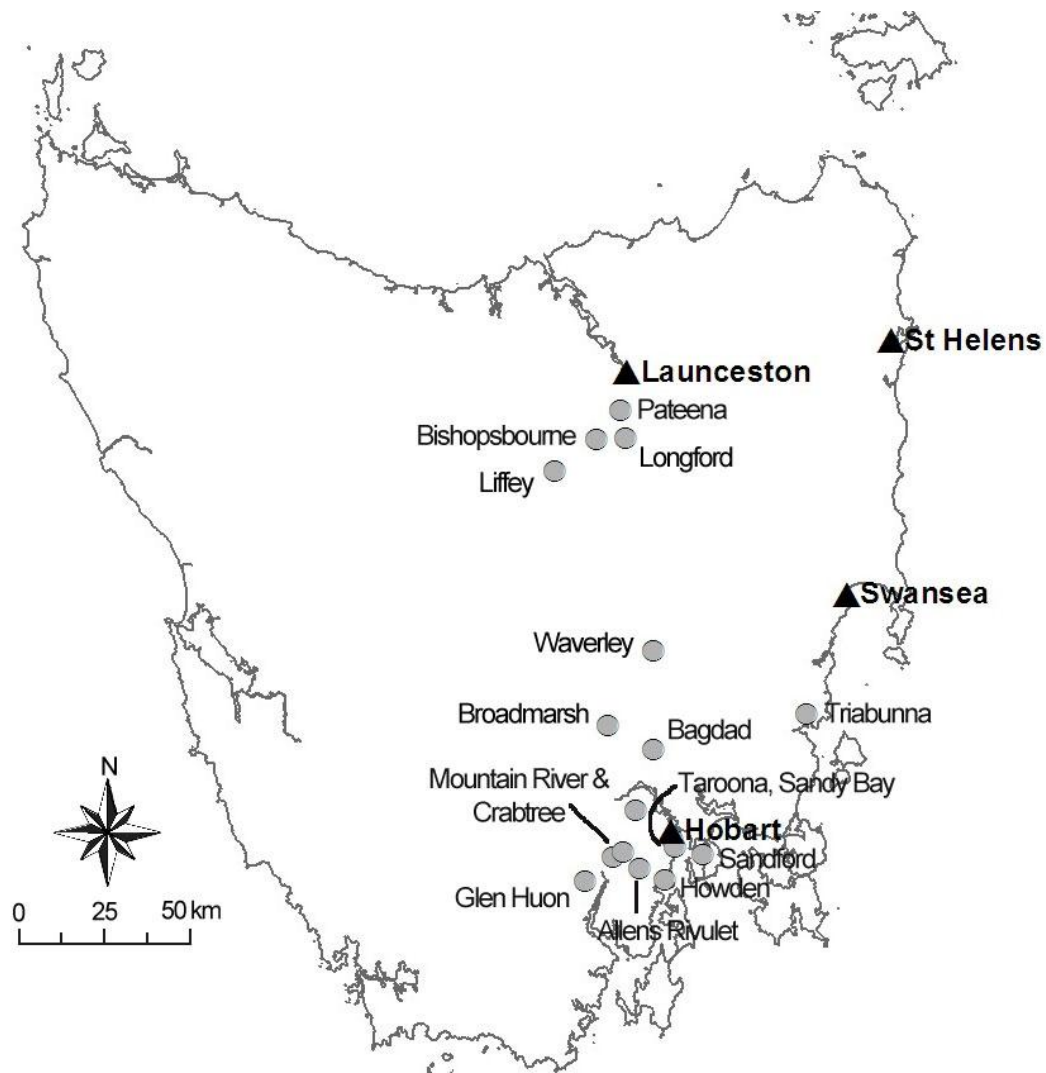 St Helens
Launceston
Pateena
Bishopsbourne
Longford
Liffey
Swansea
Waverley
Broadmarsh
Triabunna
Bagdad
Mountain River &
Crabtree
Taroona, Sandy Bay
Hobart
Sandford
Glen Huon
Howden
Allens Rivulet
N
0 25 50 km